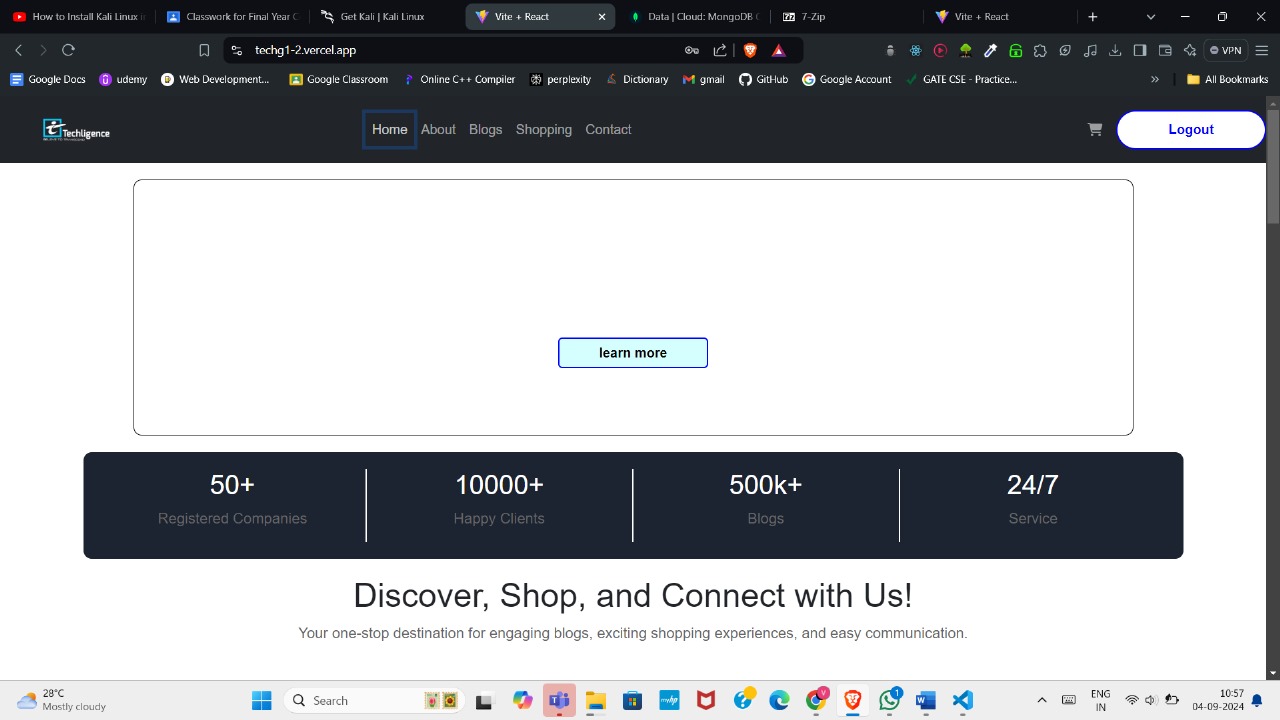 How to Install Kali Linux i
Classwork for Final Year C
Get Kali | Kali Linux
Vite + React
Data | Cloud: MongoDB C
7-Zip
Vite + React
techg1-2.vercel.app
VPN
Google Docs
udemy
Web Development...
Google Classroom
Online C++ Compiler
perplexity
Dictionary
gmail
GitHub
Google Account
GATE CSE - Practice...
All Bookmarks
Techligence
Home
About
Blogs
Shopping
Contact
Logout
learn more
50+
10000+
500k+
24/7
Registered Companies
Happy Clients
Blogs
Service
Discover, Shop, and Connect with Us!
Your one-stop destination for engaging blogs, exciting shopping experiences, and easy communication.
28°C
Mostly cloudy
Search
ENG
IN
10:57
04-09-2024